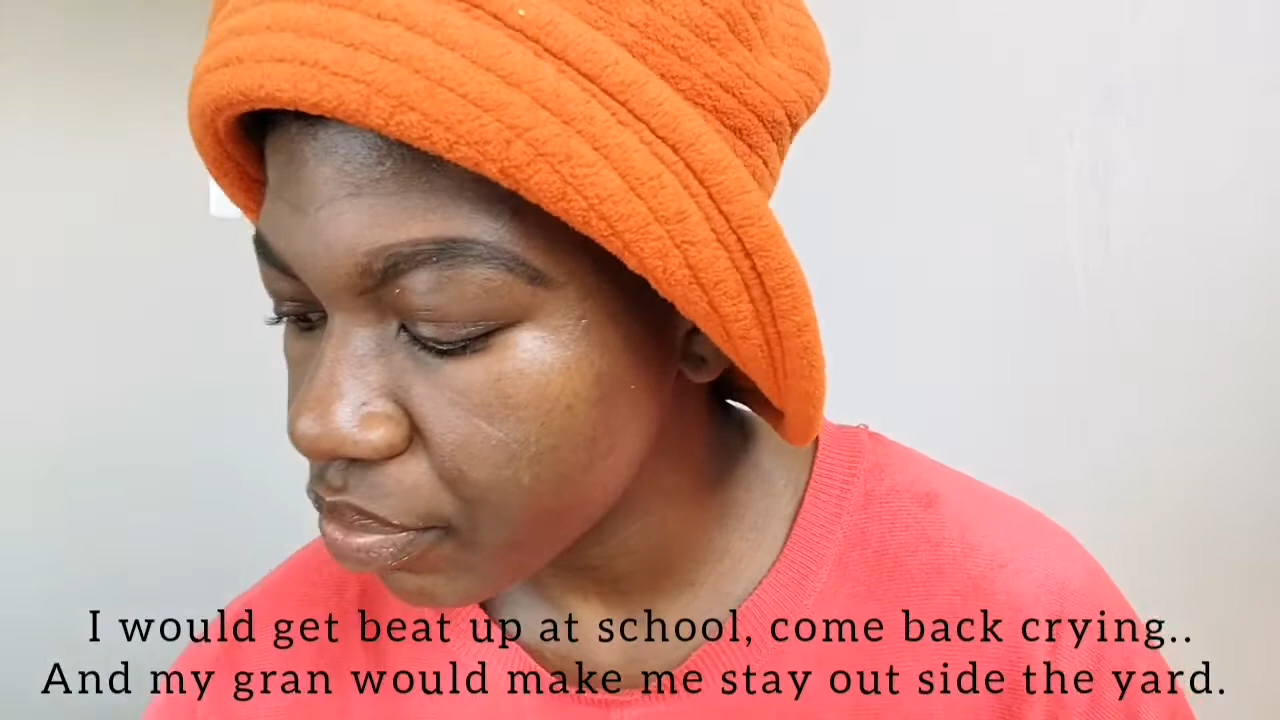 I would get beat up at school, come back crying..
And my gran would make me stay out side the yard.